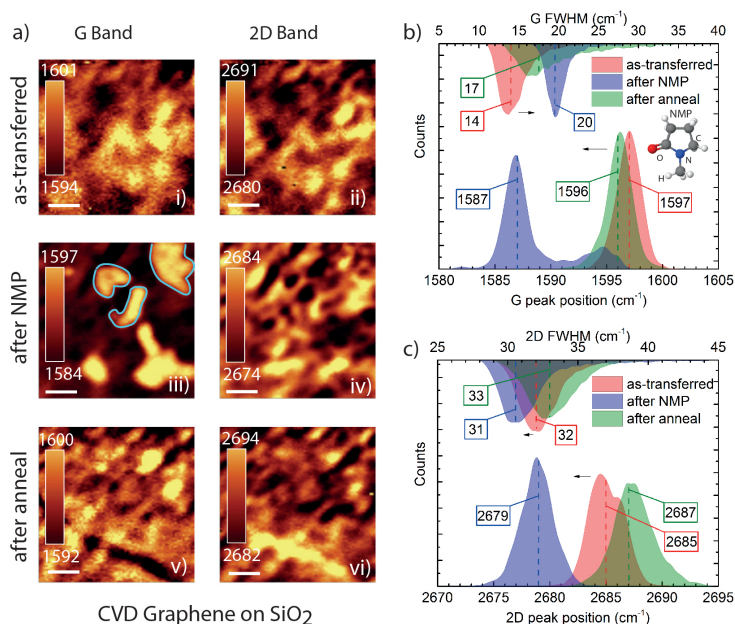 a)
G Band
2D Band
as-transferred
1601
1594
i)
2691
2680
ii)
after NMP
1597
1584
iii)
2684
2674
iv)
after anneal
1600
1592
v)
2694
2682
vi)
CVD Graphene on SiO2
b)
G FWHM (cm-1)
5 10 15 20 25 30 35 40
as-transferred
after NMP
after anneal
17
14
20
NMP
O
C
N
H
1587
1596
1597
Counts
1580 1585 1590 1595 1600 1605
G peak position (cm-1)
c)
2D FWHM (cm-1)
25 30 35 40 45
as-transferred
after NMP
after anneal
33
31
32
2679
2687
2685
Counts
2670 2675 2680 2685 2690 2695
2D peak position (cm-1)